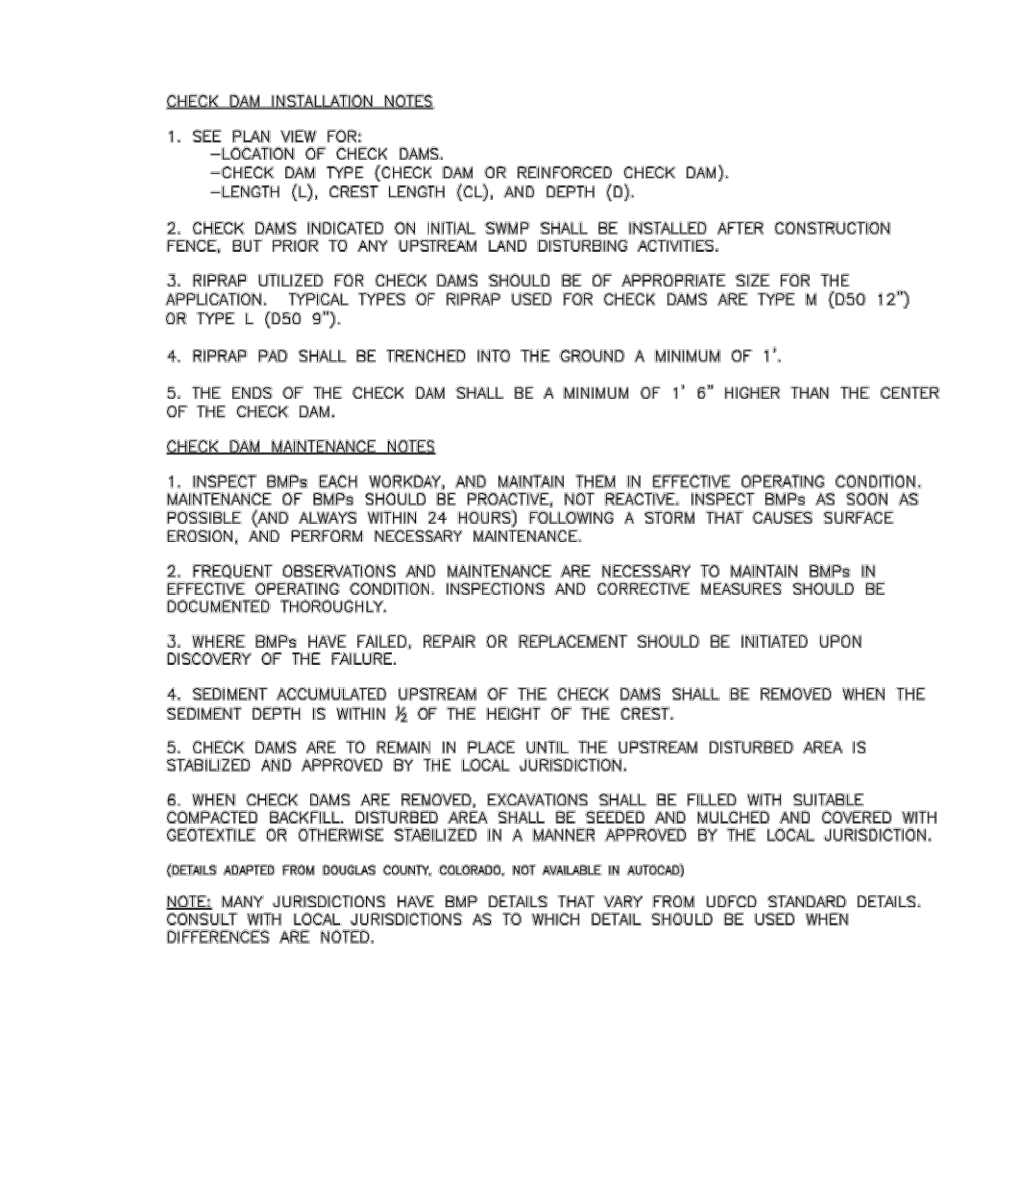 CHECK DAM INSTALLATION NOTES
1. SEE PLAN VIEW FOR:
–LOCATION OF CHECK DAMS.
–CHECK DAM TYPE (CHECK DAM OR REINFORCED CHECK DAM).
–LENGTH (L), CREST LENGTH (CL), AND DEPTH (D).
2. CHECK DAMS INDICATED ON INITIAL SWMP SHALL BE INSTALLED AFTER CONSTRUCTION
FENCE, BUT PRIOR TO ANY UPSTREAM LAND DISTURBING ACTIVITIES.
3. RIPRAP UTILIZED FOR CHECK DAMS SHOULD BE OF APPROPRIATE SIZE FOR THE
APPLICATION. TYPICAL TYPES OF RIPRAP USED FOR CHECK DAMS ARE TYPE M (D50 12")
OR TYPE L (D50 9").
4. RIPRAP PAD SHALL BE TRENCHED INTO THE GROUND A MINIMUM OF 1'.
5. THE ENDS OF THE CHECK DAM SHALL BE A MINIMUM OF 1' 6" HIGHER THAN THE CENTER
OF THE CHECK DAM.
CHECK DAM MAINTENANCE NOTES
1. INSPECT BMPs EACH WORKDAY, AND MAINTAIN THEM IN EFFECTIVE OPERATING CONDITION.
MAINTENANCE OF BMPs SHOULD BE PROACTIVE, NOT REACTIVE. INSPECT BMPs AS SOON AS
POSSIBLE (AND ALWAYS WITHIN 24 HOURS) FOLLOWING A STORM THAT CAUSES SURFACE
EROSION, AND PERFORM NECESSARY MAINTENANCE.
2. FREQUENT OBSERVATIONS AND MAINTENANCE ARE NECESSARY TO MAINTAIN BMPs IN
EFFECTIVE OPERATING CONDITION. INSPECTIONS AND CORRECTIVE MEASURES SHOULD BE
DOCUMENTED THOROUGHLY.
3. WHERE BMPs HAVE FAILED, REPAIR OR REPLACEMENT SHOULD BE INITIATED UPON
DISCOVERY OF THE FAILURE.
4. SEDIMENT ACCUMULATED UPSTREAM OF THE CHECK DAMS SHALL BE REMOVED WHEN THE
SEDIMENT DEPTH IS WITHIN ½ OF THE HEIGHT OF THE CREST.
5. CHECK DAMS ARE TO REMAIN IN PLACE UNTIL THE UPSTREAM DISTURBED AREA IS
STABILIZED AND APPROVED BY THE LOCAL JURISDICTION.
6. WHEN CHECK DAMS ARE REMOVED, EXCAVATIONS SHALL BE FILLED WITH SUITABLE
COMPACTED BACKFILL. DISTURBED AREA SHALL BE SEEDED AND MULCHED AND COVERED WITH
GEOTEXTILE OR OTHERWISE STABILIZED IN A MANNER APPROVED BY THE LOCAL JURISDICTION.
(DETAILS ADAPTED FROM DOUGLAS COUNTY, COLORADO, NOT AVAILABLE IN AUTOCAD)
NOTE: MANY JURISDICTIONS HAVE BMP DETAILS THAT VARY FROM UDFCD STANDARD DETAILS.
CONSULT WITH LOCAL JURISDICTIONS AS TO WHICH DETAIL SHOULD BE USED WHEN
DIFFERENCES ARE NOTED.